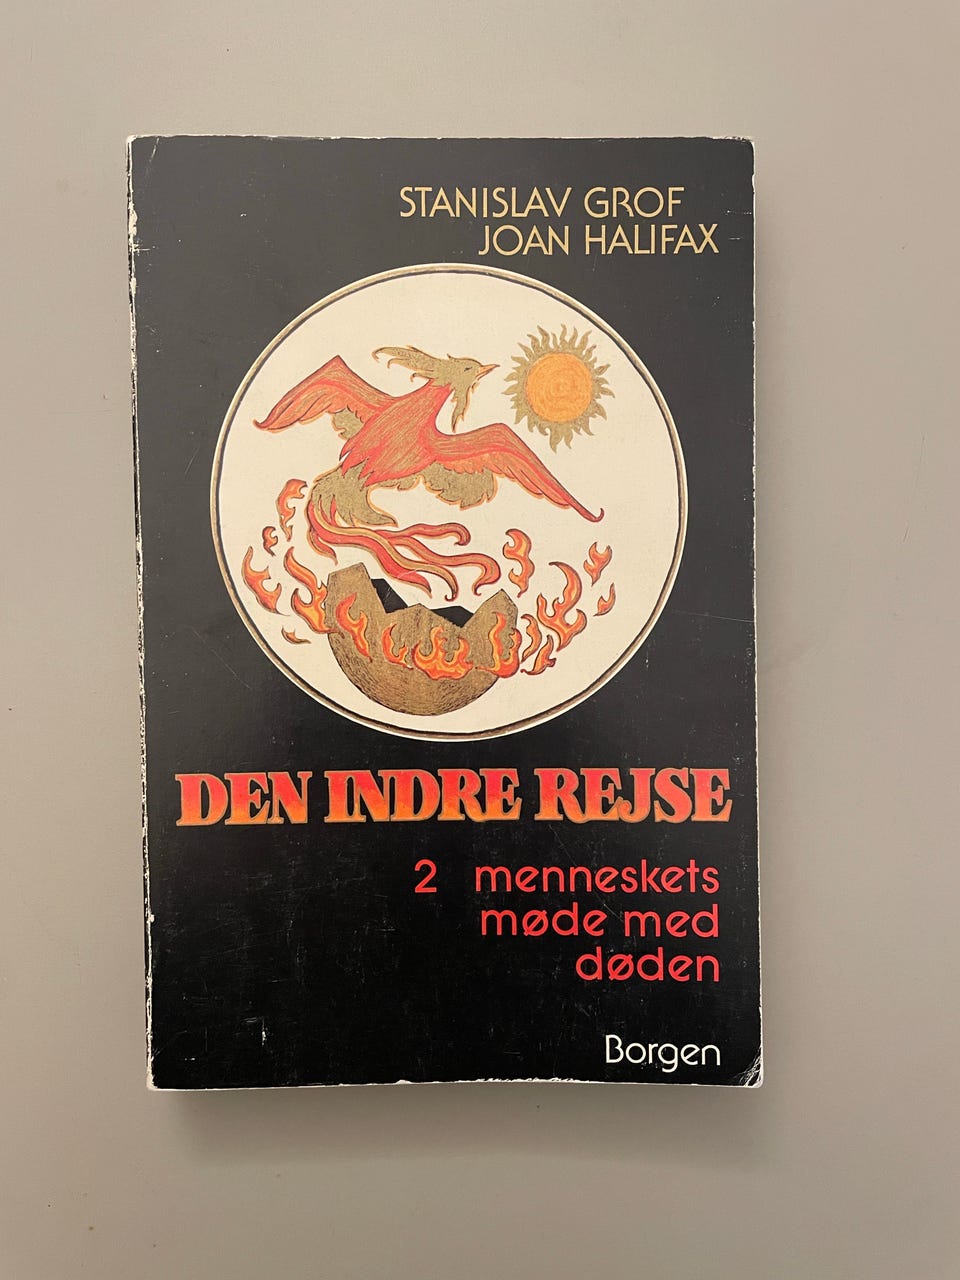 STANISLAV GROF
JOAN HALIFAX
DEN INDRE REJSE
2 menneskets
møde med
døden
Borgen